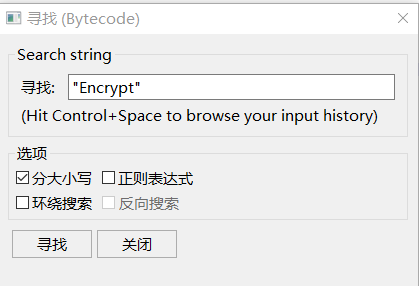 寻找 (Bytecode)
Search string
寻找: "Encrypt"
(Hit Control+Space to browse your input history)
选项
分大小写 正则表达式
环绕搜索 反向搜索
寻找 关闭